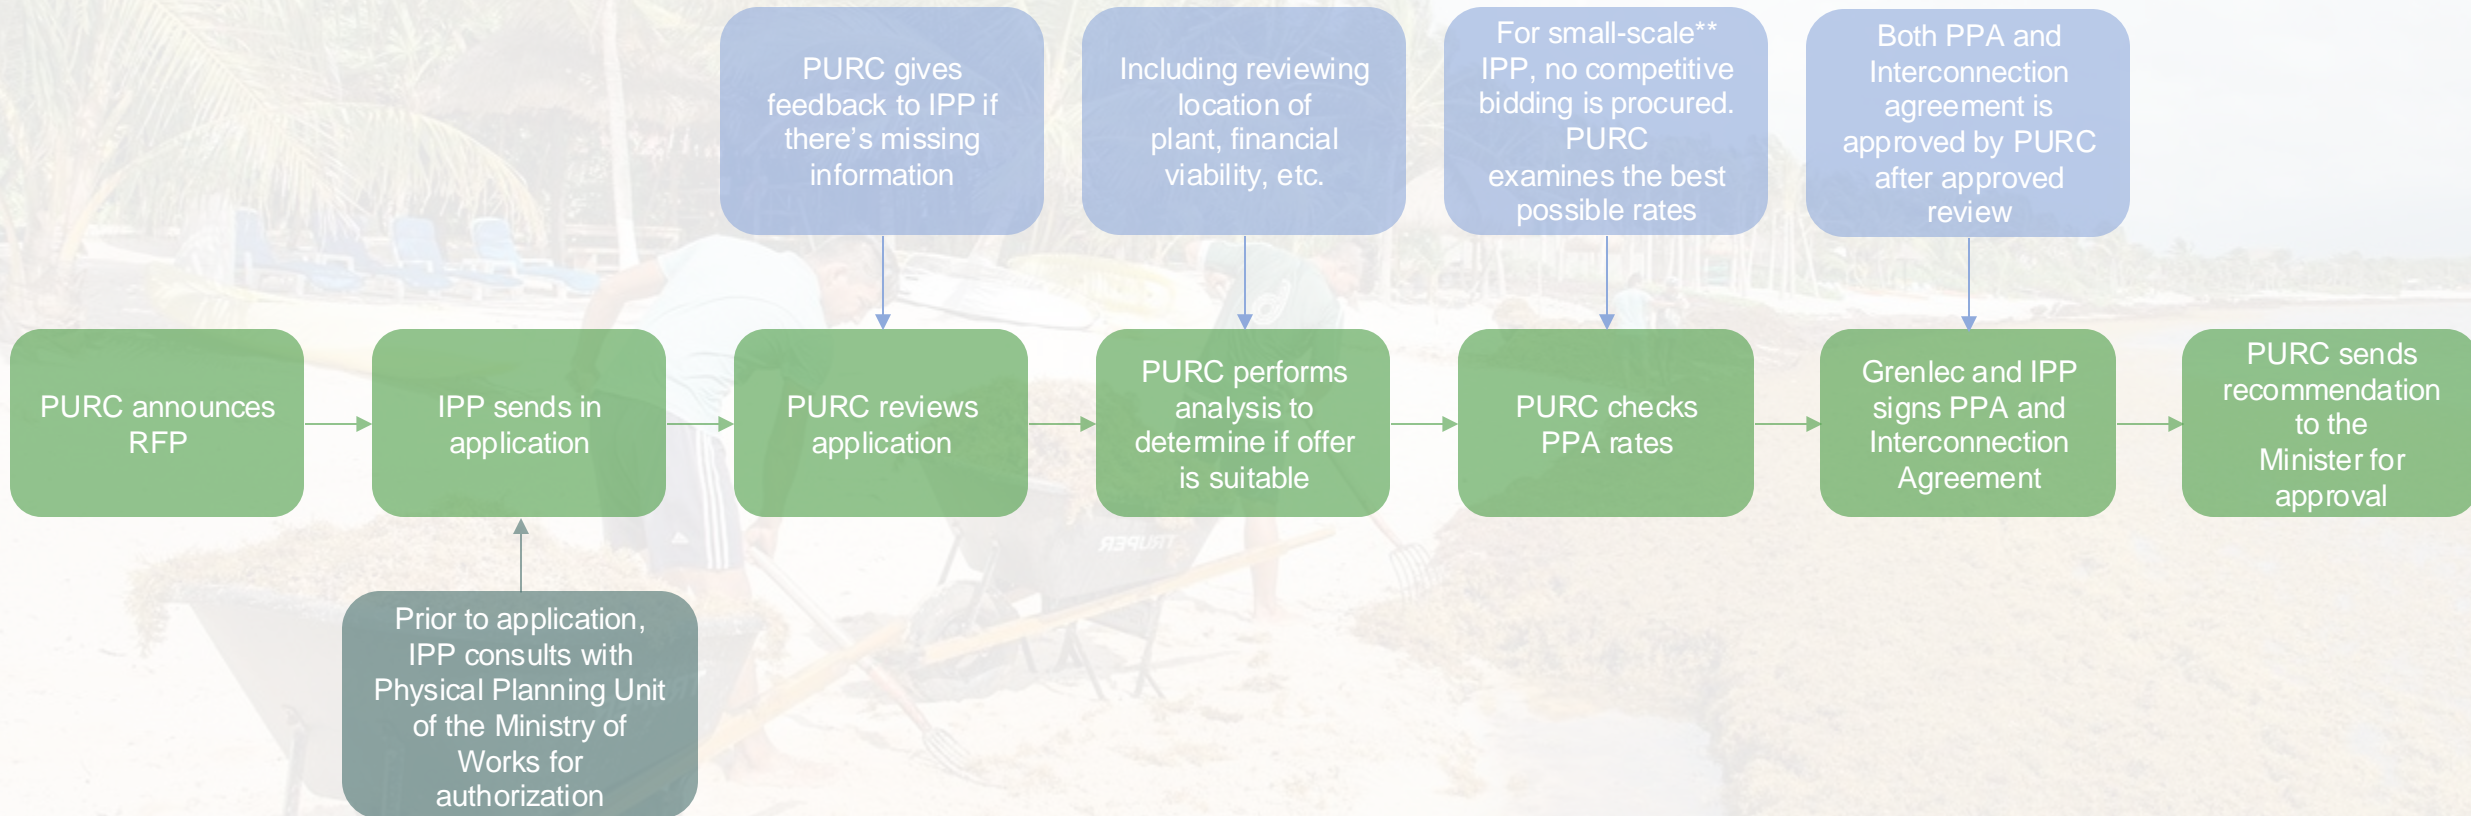 PURC gives
feedback to IPP if
there's missing
information
Including reviewing
location of
plant, financial
viability, etc.
For small-scale**
IPP, no competitive
bidding is procured.
PURC
examines the best
possible rates
Both PPA and
Interconnection
agreement is
approved by PURC
after approved
review
PURC announces
RFP
IPP sends in
application
PURC reviews
application
PURC performs
analysis to
determine if offer
is suitable
PURC checks
PPA rates
Grenlec and IPP
signs PPA and
Interconnection
Agreement
PURC sends
recommendation
to the
Minister for
approval
Prior to application,
IPP consults with
Physical Planning Unit
of the Ministry of
Works for
authorization
TRUPER